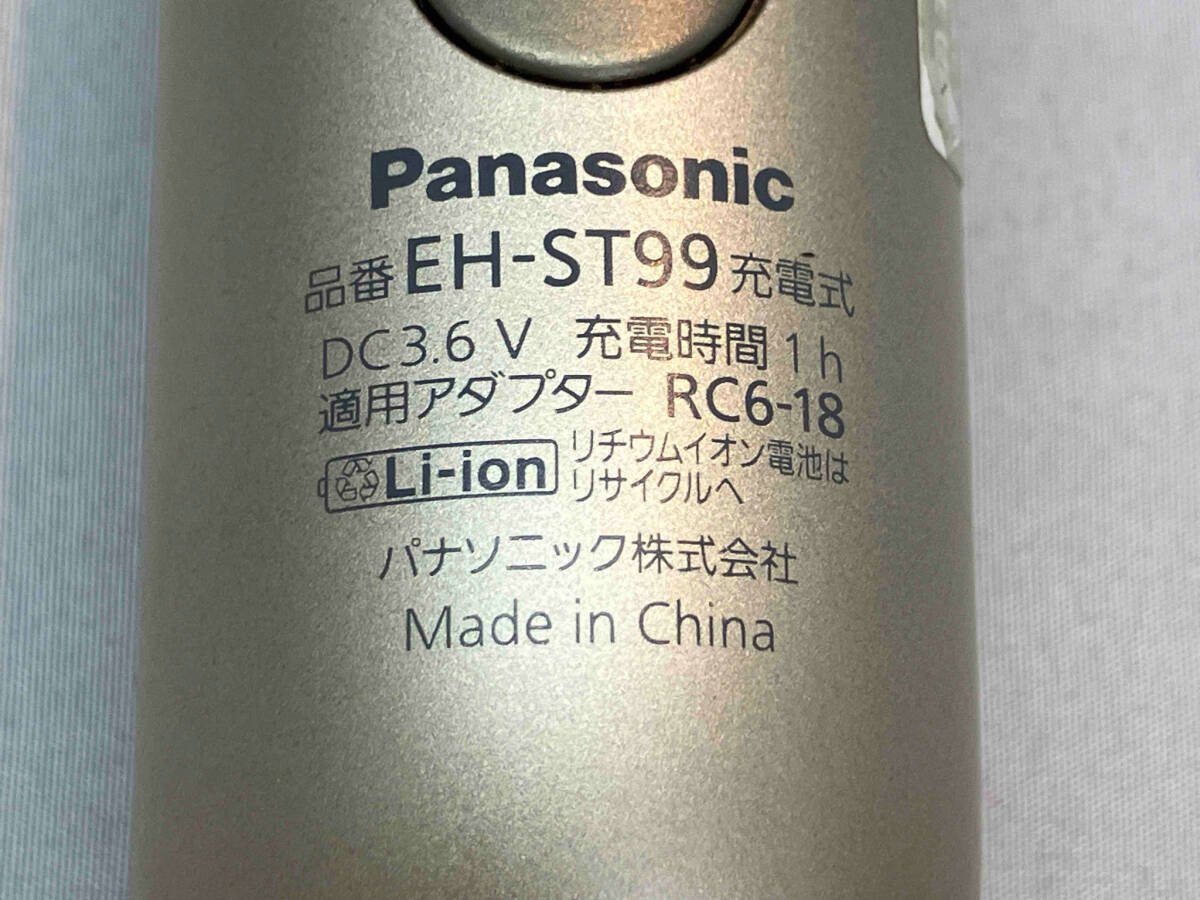 Panasonic
品番 EH-ST99 充電式
DC3.6 V 充電時間 1h
適用アダプター RC6-18
Li-ion リチウムイオン電池は
リサイクルへ
パナソニック株式会社
Made in China